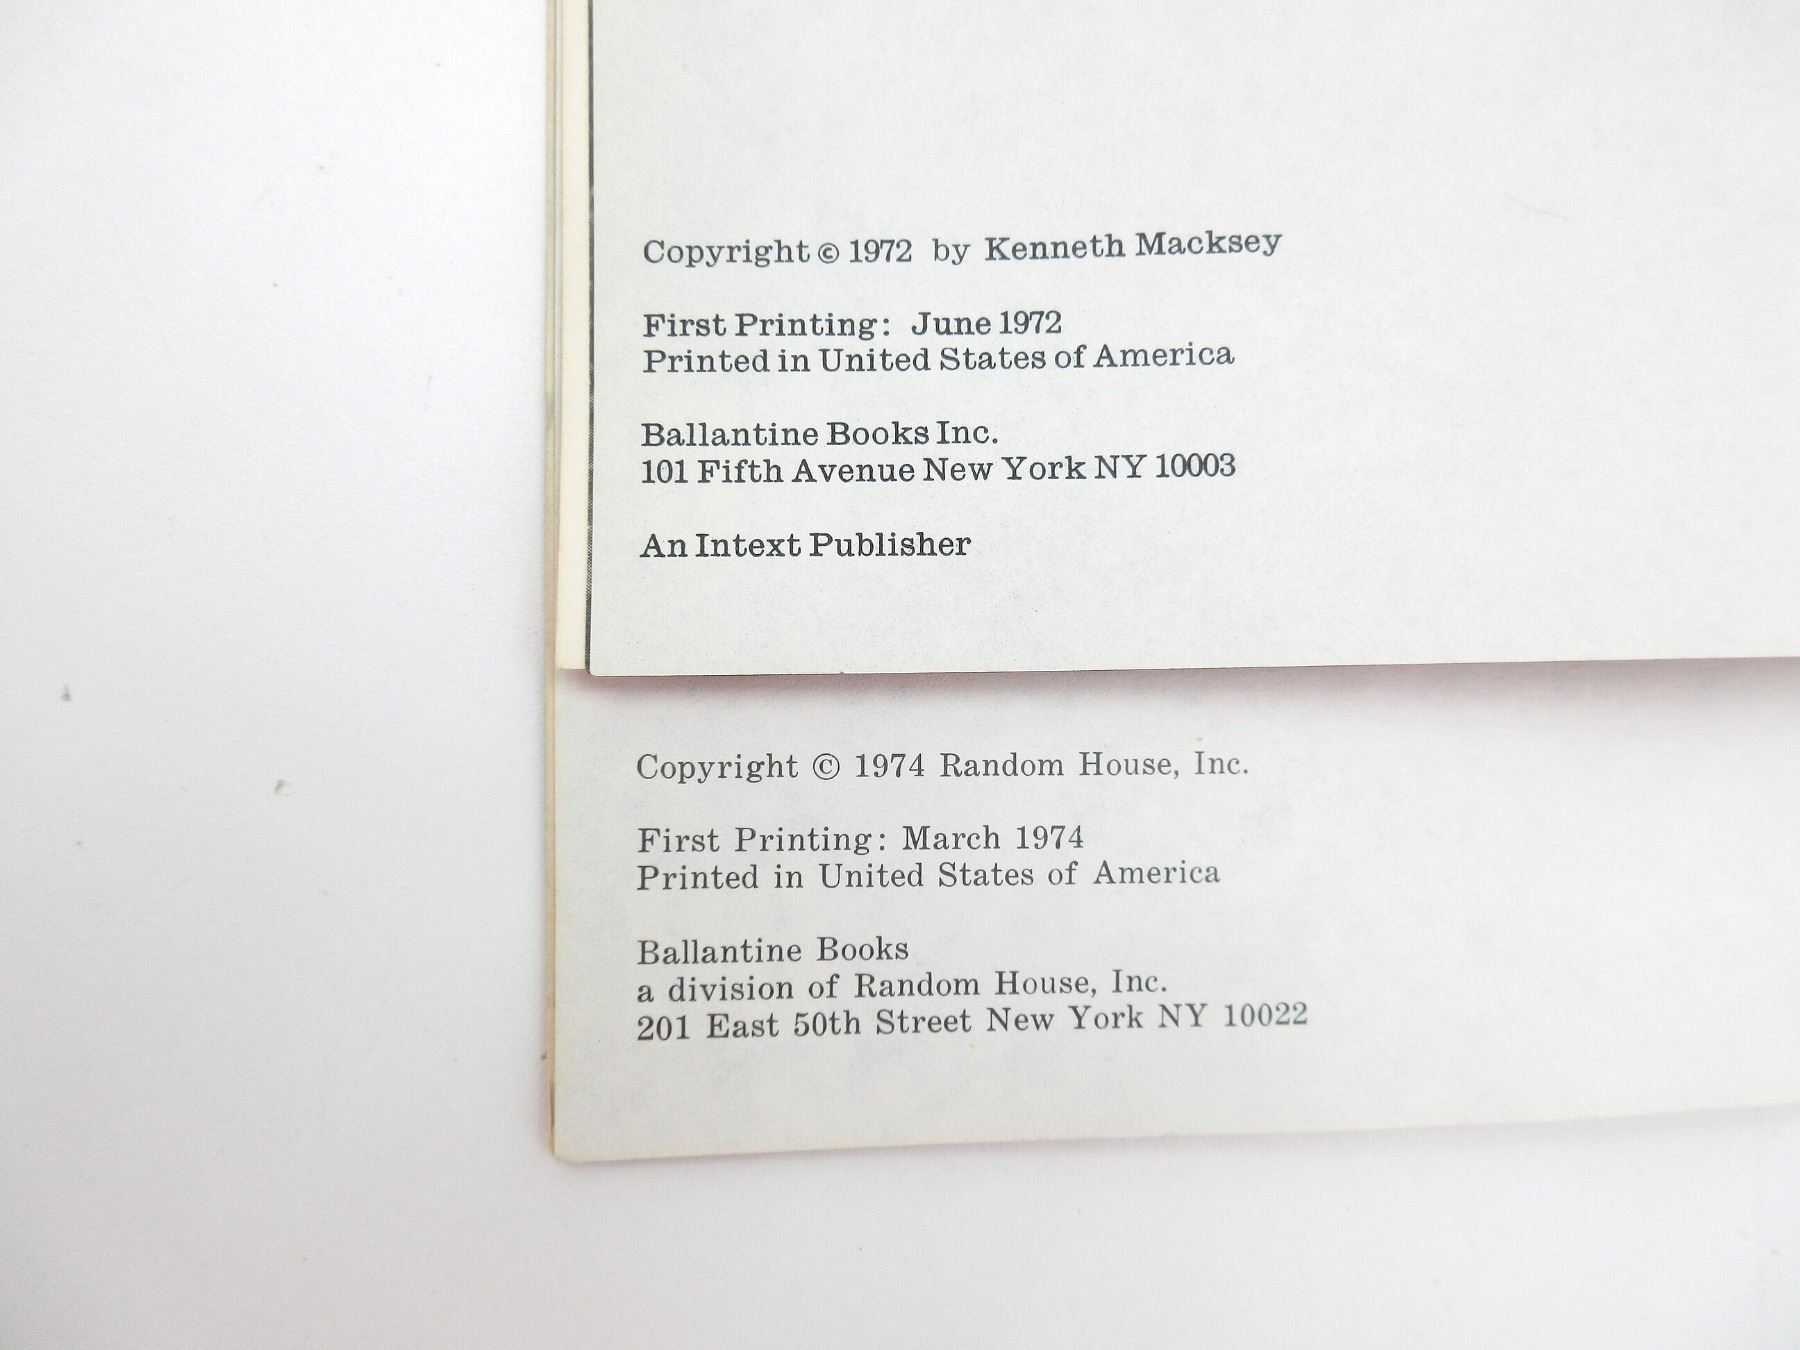 Copyright © 1972 by Kenneth Macksey
First Printing: June 1972
Printed in United States of America
Ballantine Books Inc.
101 Fifth Avenue New York NY 10003
An Intext Publisher
Copyright © 1974 Random House, Inc.
First Printing: March 1974
Printed in United States of America
Ballantine Books
a division of Random House, Inc.
201 East 50th Street New York NY 10022